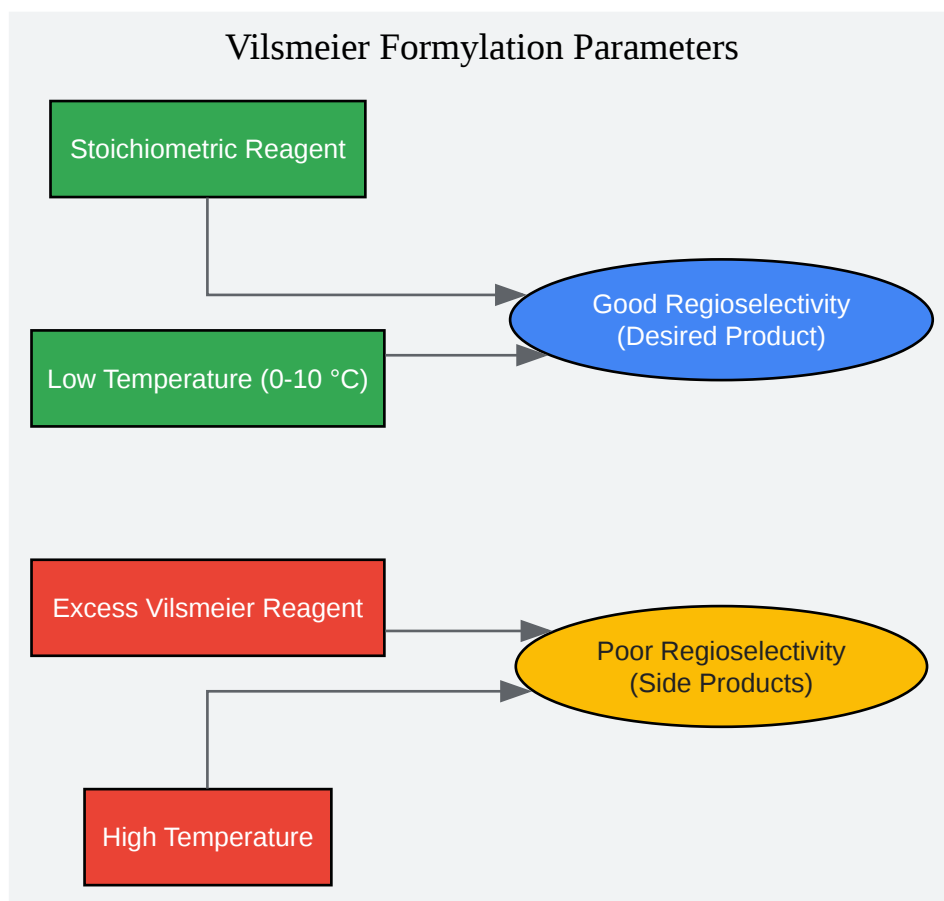 Vilsmeier Formylation Parameters
Stoichiometric Reagent
Good Regioselectivity
(Desired Product)
Low Temperature (0-10 °C)
Excess Vilsmeier Reagent
Poor Regioselectivity
(Side Products)
High Temperature